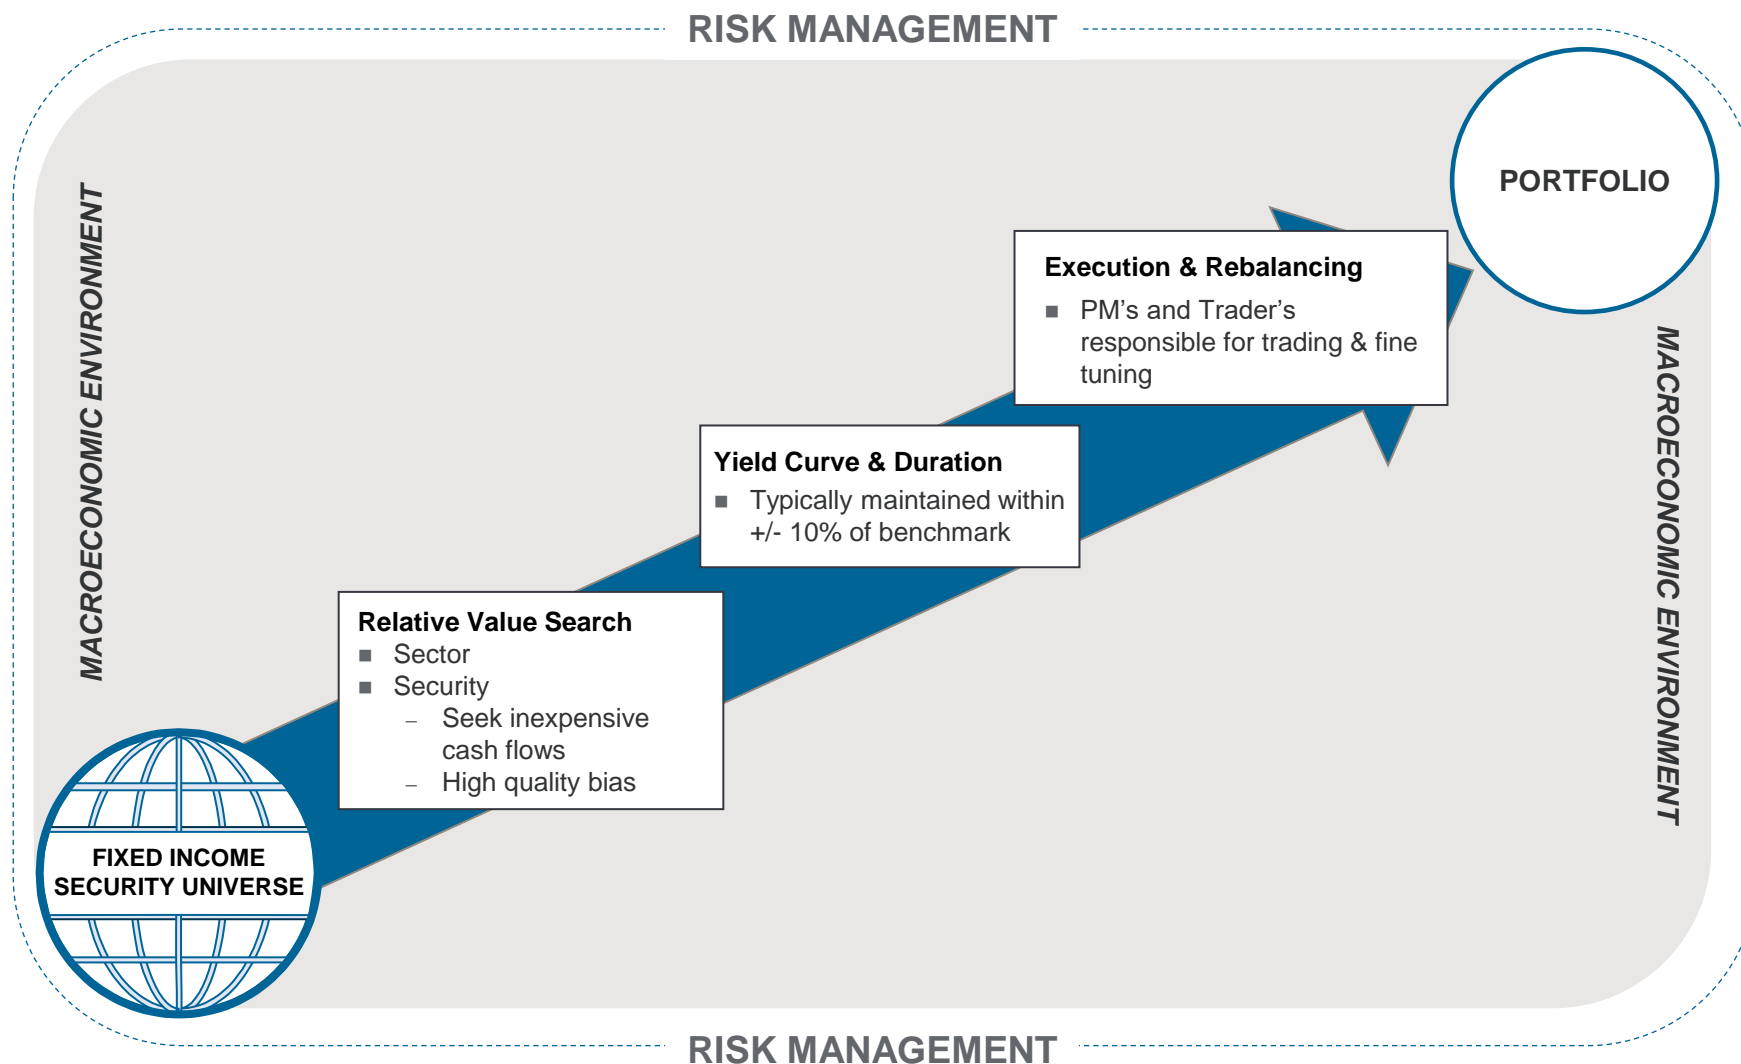 RISK MANAGEMENT
MACROECONOMIC ENVIRONMENT
PORTFOLIO
Execution & Rebalancing
■ PM's and Trader's
responsible for trading & fine
tuning
MACROECONOMIC ENVIRONMENT
Yield Curve & Duration
■ Typically maintained within
+/- 10% of benchmark
Relative Value Search
■ Sector
■ Security
– Seek inexpensive
cash flows
– High quality bias
FIXED INCOME
SECURITY UNIVERSE
RISK MANAGEMENT